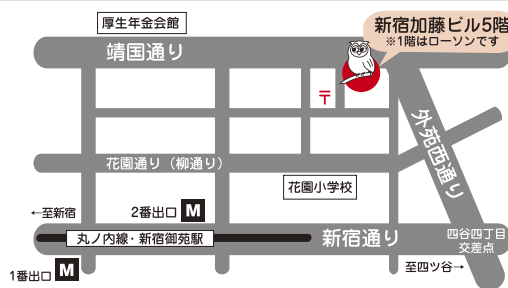 厚生年金会館
新宿加藤ビル5階
※1階はローソンです
靖国通り
〒
外苑西通り
花園通り（柳通り）
花園小学校
←至新宿
2番出口 M
丸ノ内線・新宿御苑駅
新宿通り
四谷四丁目
交差点
1番出口 M
至四ツ谷→